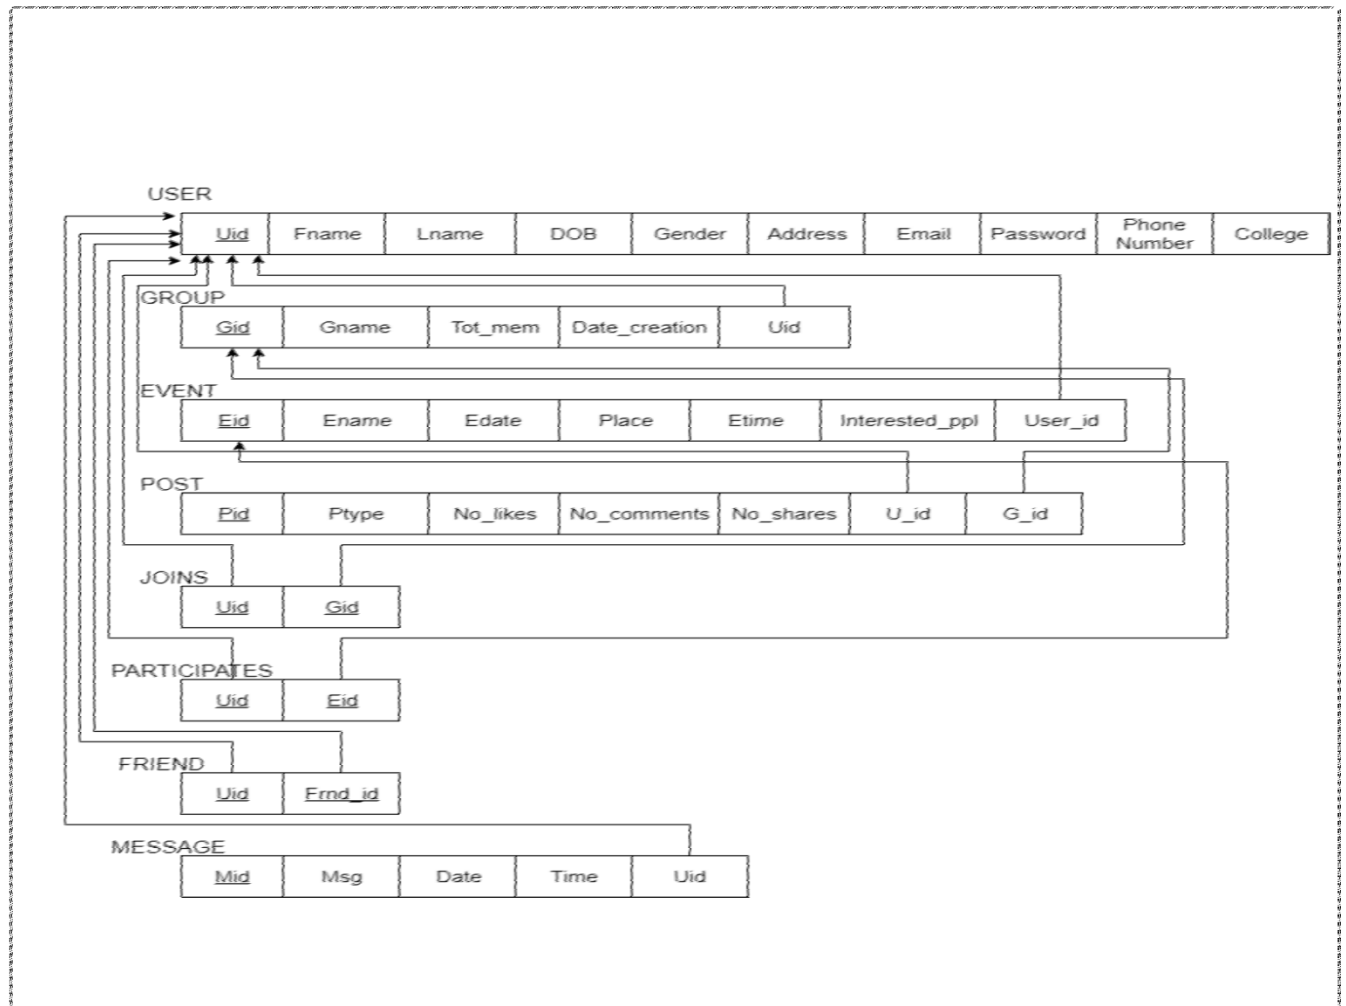 USER
Uid Fname Lname DOB Gender Address Email Password Phone Number College
GROUP
Gid Gname Tot_mem Date_creation Uid
EVENT
Eid Ename Edate Place Etime Interested_ppl User_id
POST
Pid Ptype No_likes No_comments No_shares U_id G_id
JOINS
Uid Gid
PARTICIPATES
Uid Eid
FRIEND
Uid Frnd_id
MESSAGE
Mid Msg Date Time Uid